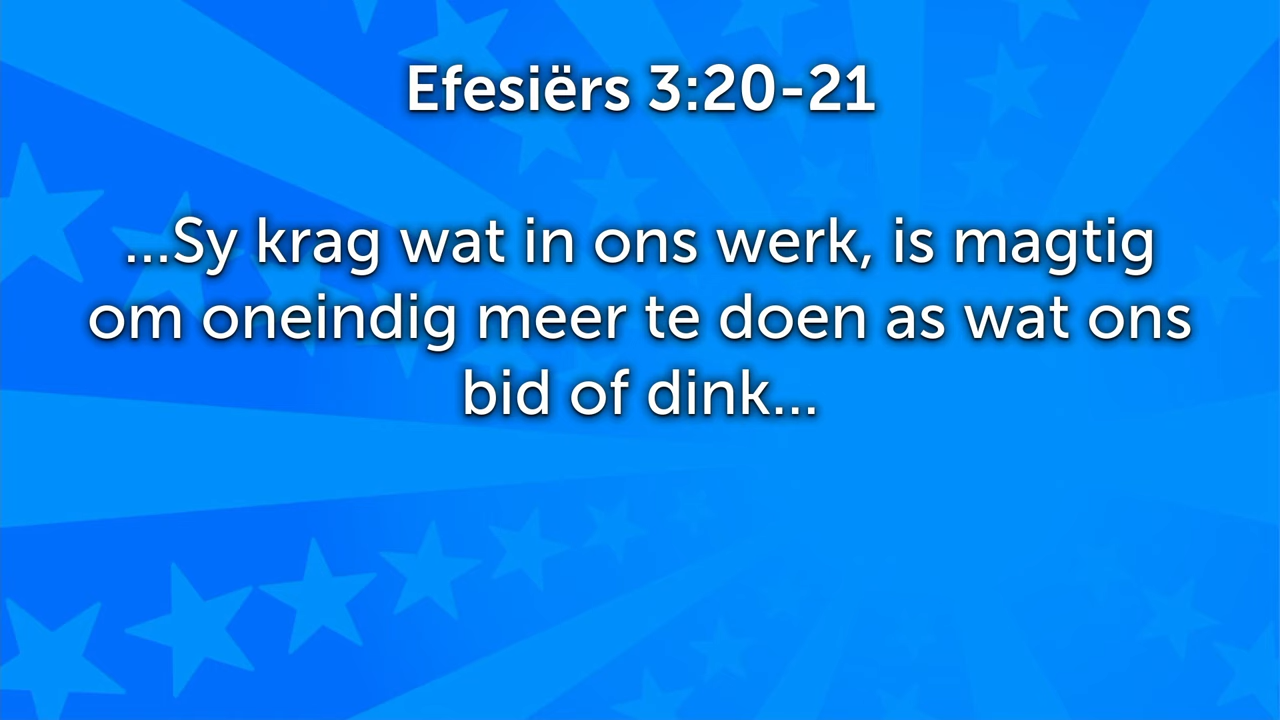 Efesiërs 3:20-21
...Sy krag wat in ons werk, is magtig
om oneindig meer te doen as wat ons
bid of dink...